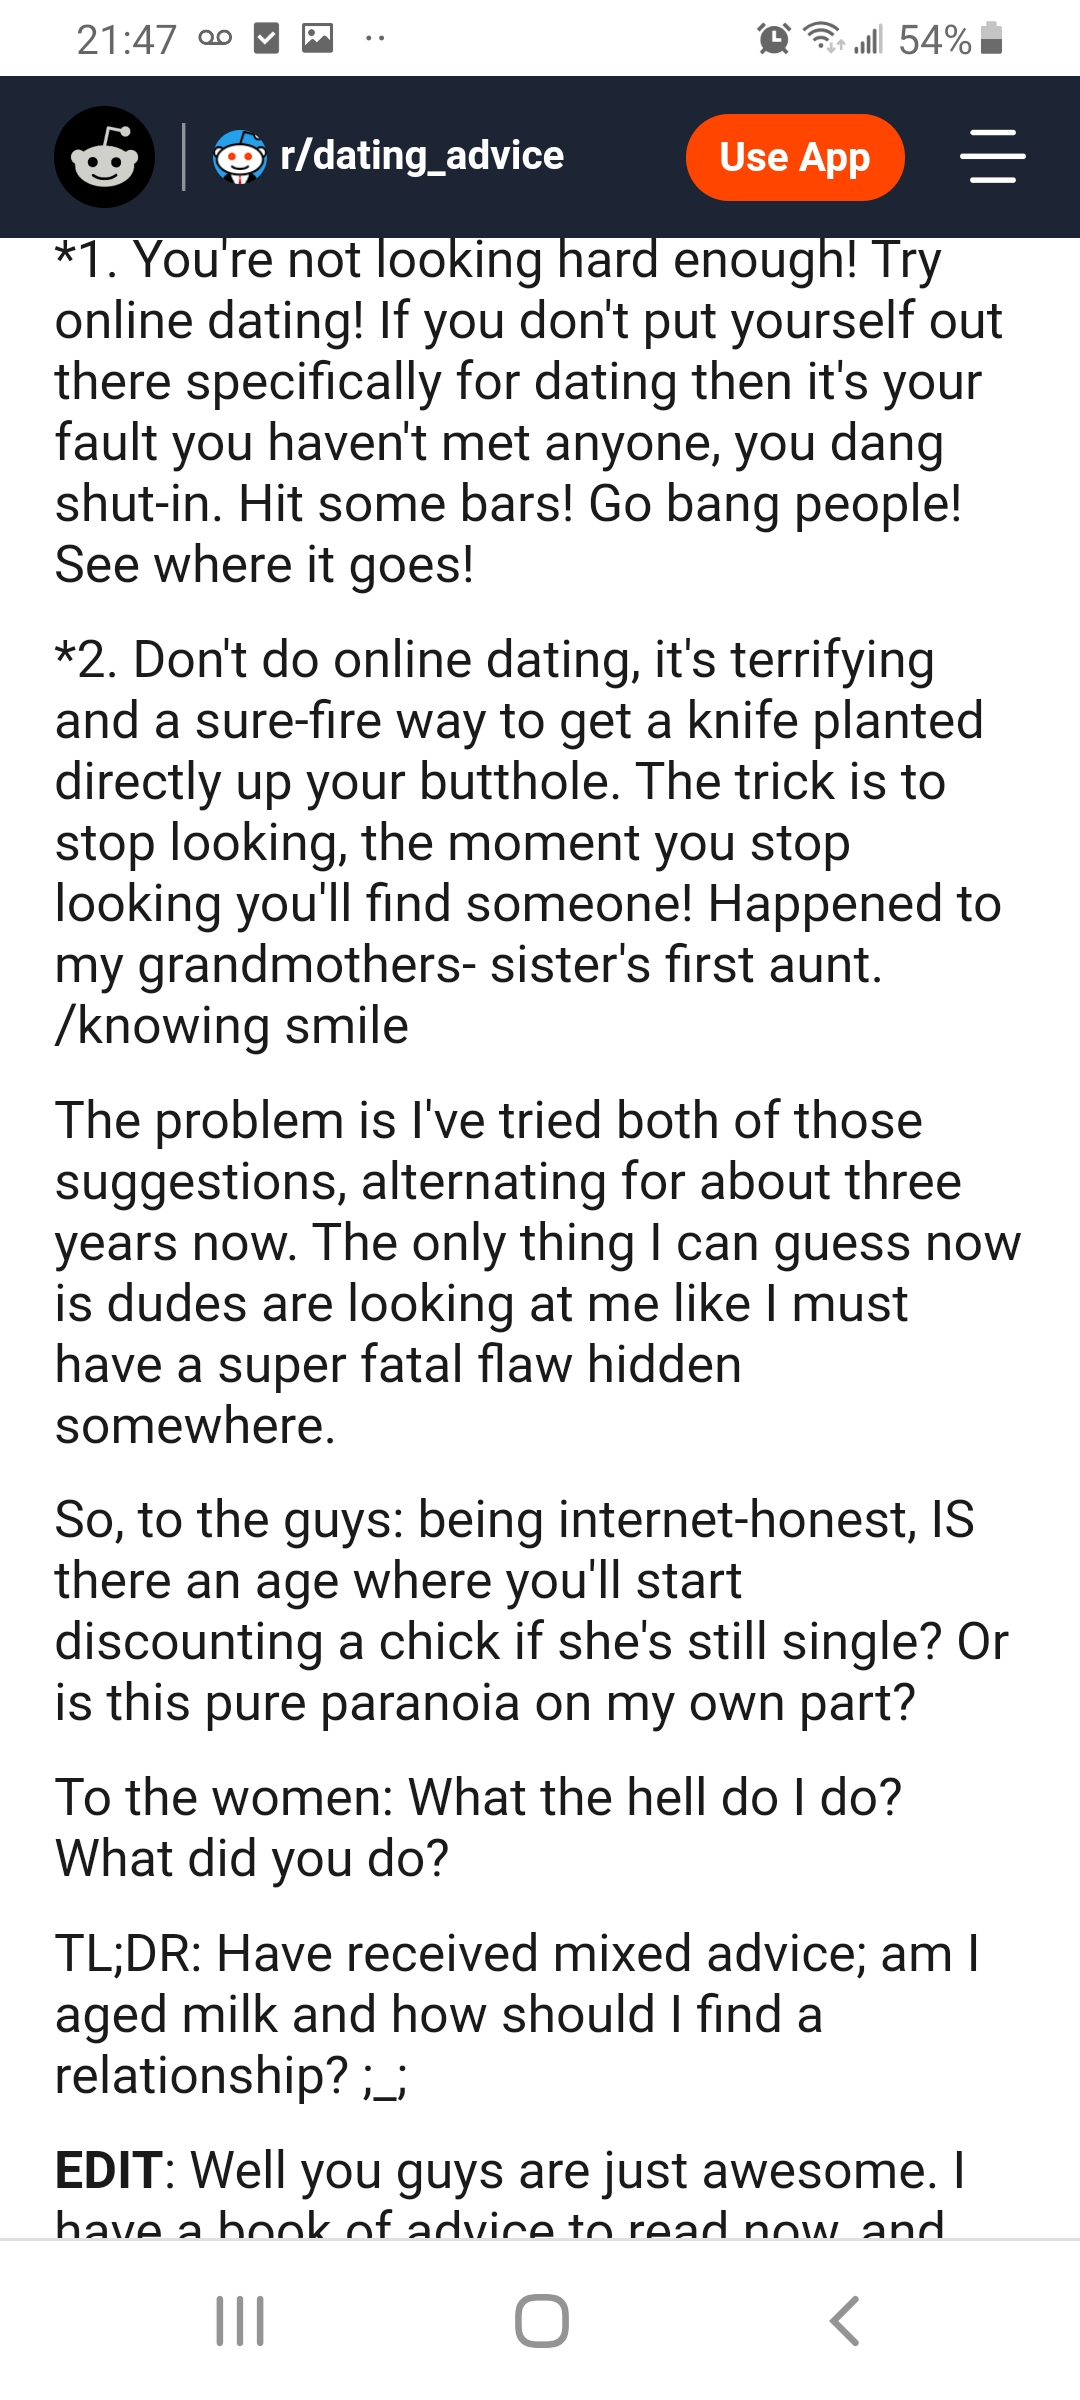 21:47 54%
r/dating_advice Use App
*1. You're not looking hard enough! Try
online dating! If you don't put yourself out
there specifically for dating then it's your
fault you haven't met anyone, you dang
shut-in. Hit some bars! Go bang people!
See where it goes!
*2. Don't do online dating, it's terrifying
and a sure-fire way to get a knife planted
directly up your butthole. The trick is to
stop looking, the moment you stop
looking you'll find someone! Happened to
my grandmothers- sister's first aunt.
/knowing smile
The problem is I've tried both of those
suggestions, alternating for about three
years now. The only thing I can guess now
is dudes are looking at me like I must
have a super fatal flaw hidden
somewhere.
So, to the guys: being internet-honest, IS
there an age where you'll start
discounting a chick if she's still single? Or
is this pure paranoia on my own part?
To the women: What the hell do I do?
What did you do?
TL;DR: Have received mixed advice; am I
aged milk and how should I find a
relationship? ;_;
EDIT: Well you guys are just awesome. I
have a book of advice to read now, and